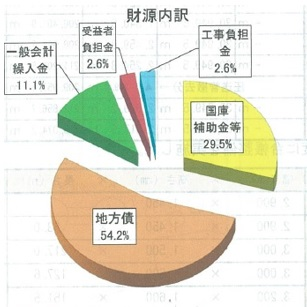 財源内訳
受益者
負担金
2.6%
工事負担
金
2.6%
一般会計
繰入金
11.1%
国庫
補助金等
29.5%
地方債
54.2%